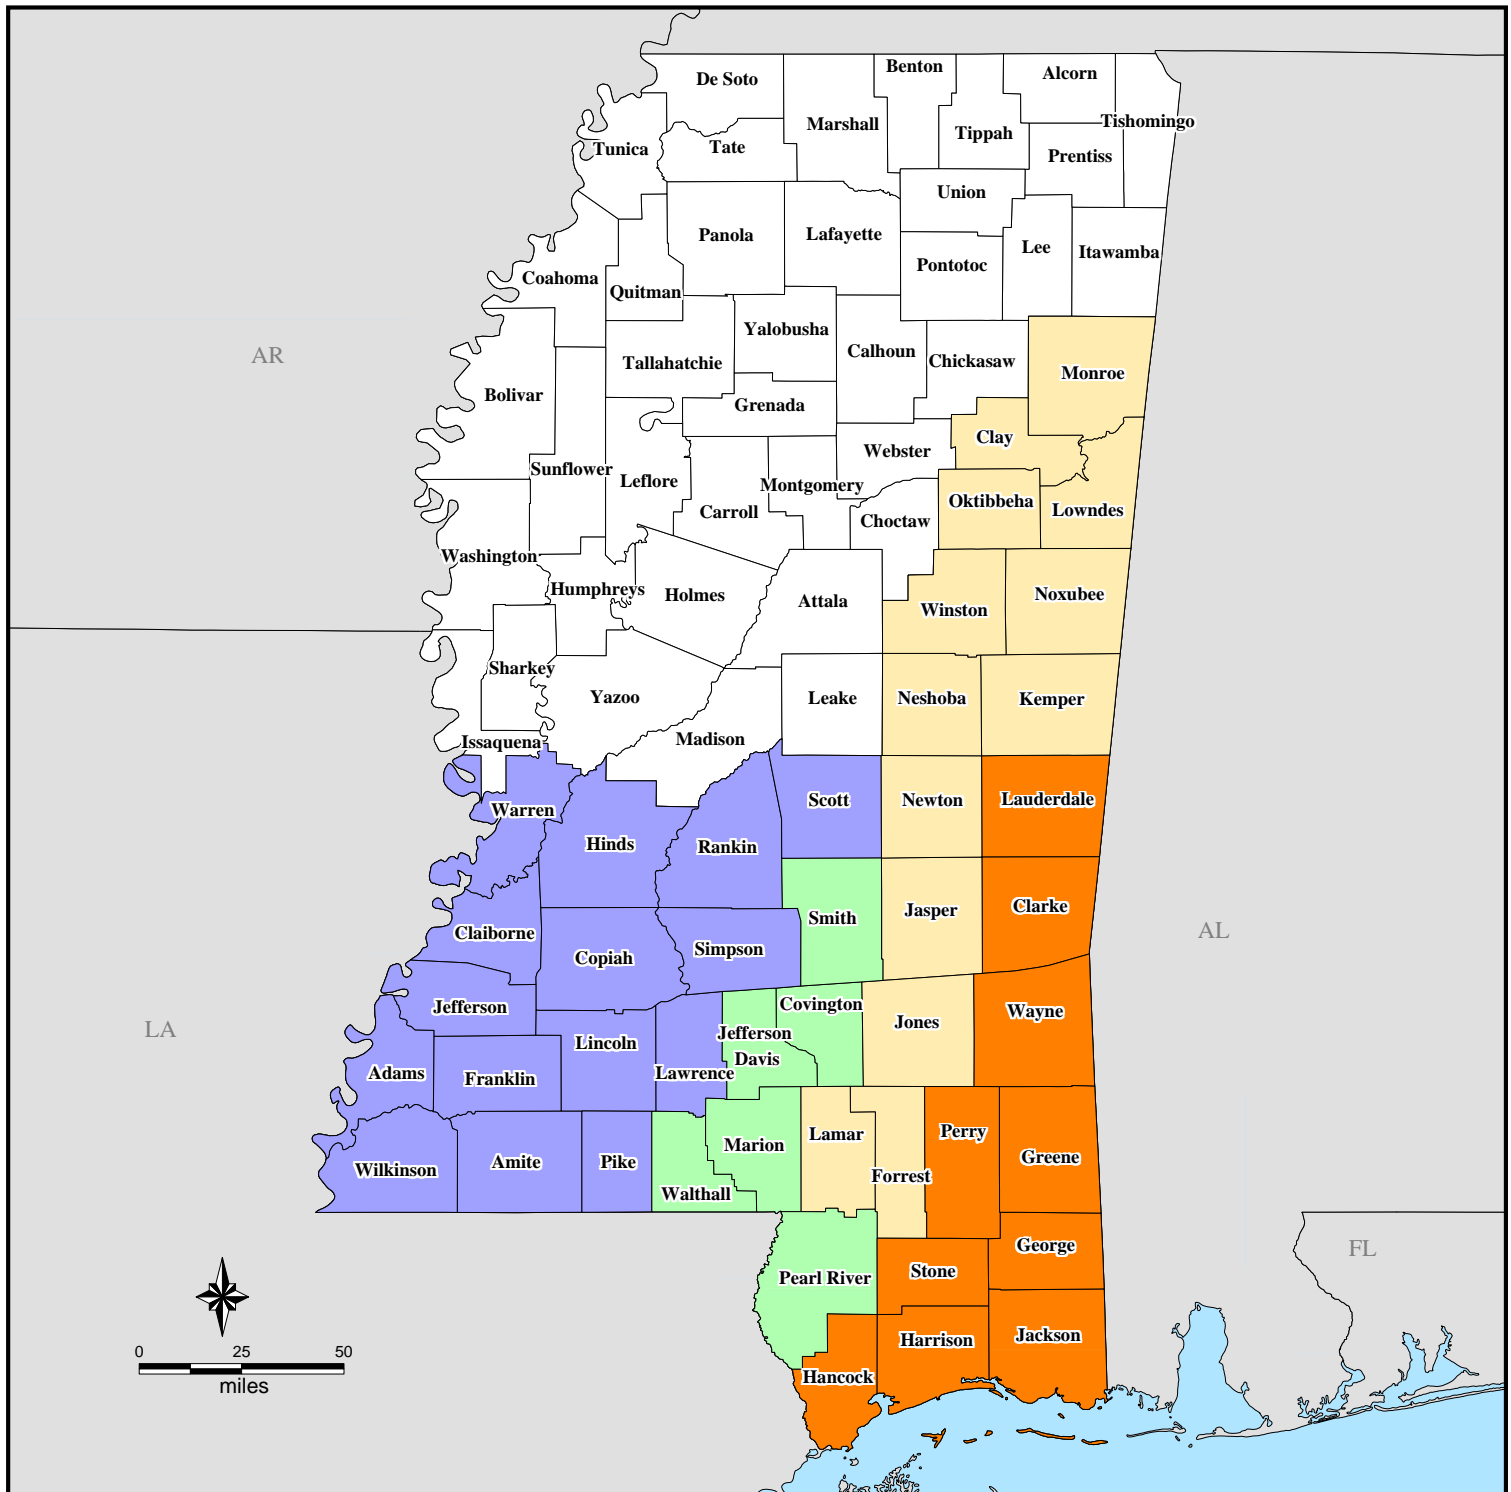 Benton
Alcorn
De Soto
Tishomingo
Marshall
Tippah
Tunica
Tate
Prentiss
Union
Panola
Lafayette
Lee
Itawamba
Pontotoc
Coahoma
Quitman
Yalobusha
AR
Calhoun
Chickasaw
Tallahatchie
Monroe
Bolivar
Grenada
Clay
Webster
Sunflower
Leflore
Montgomery
Oktibbeha
Lowndes
Carroll
Choctaw
Washington
Humphreys
Holmes
Attala
Winston
Noxubee
Sharkey
Yazoo
Leake
Neshoba
Kemper
Issaquena
Madison
Scott
Newton
Lauderdale
Warren
Hinds
Rankin
Clarke
Jasper
Smith
AL
Claiborne
Simpson
Copiah
Jefferson
Covington
Wayne
Jones
LA
Jefferson
Davis
Lincoln
Adams
Franklin
Lawrence
Perry
Lamar
Marion
Greene
Wilkinson
Amite
Pike
Forrest
Walthall
George
FL
Stone
Pearl River
Jackson
Harrison
Hancock
0 25 50
miles